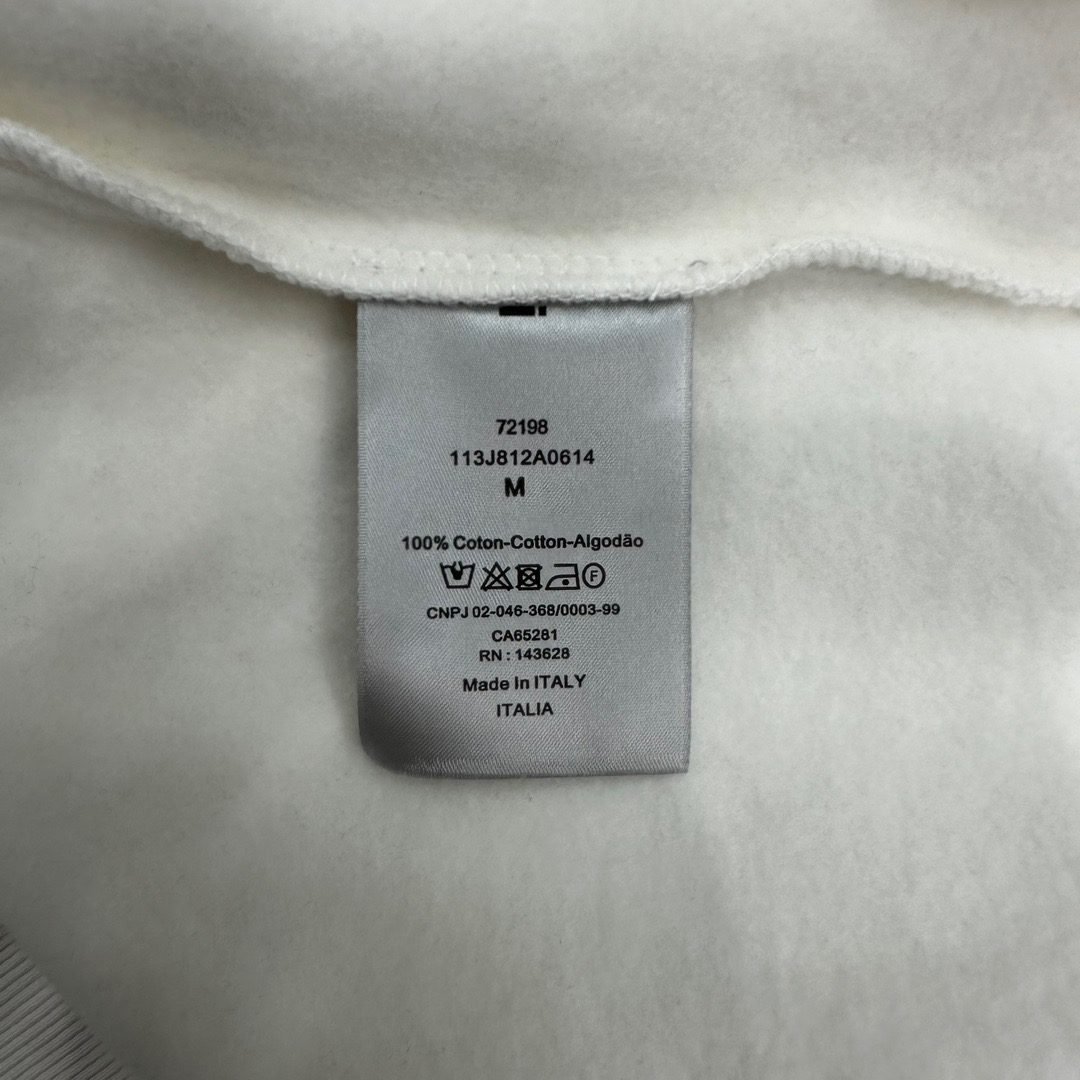 72198
113J812A0614
M
100% Coton-Cotton-Algodão
F
CNPJ 02-046-368/0003-99
CA65281
RN : 143628
Made In ITALY
ITALIA